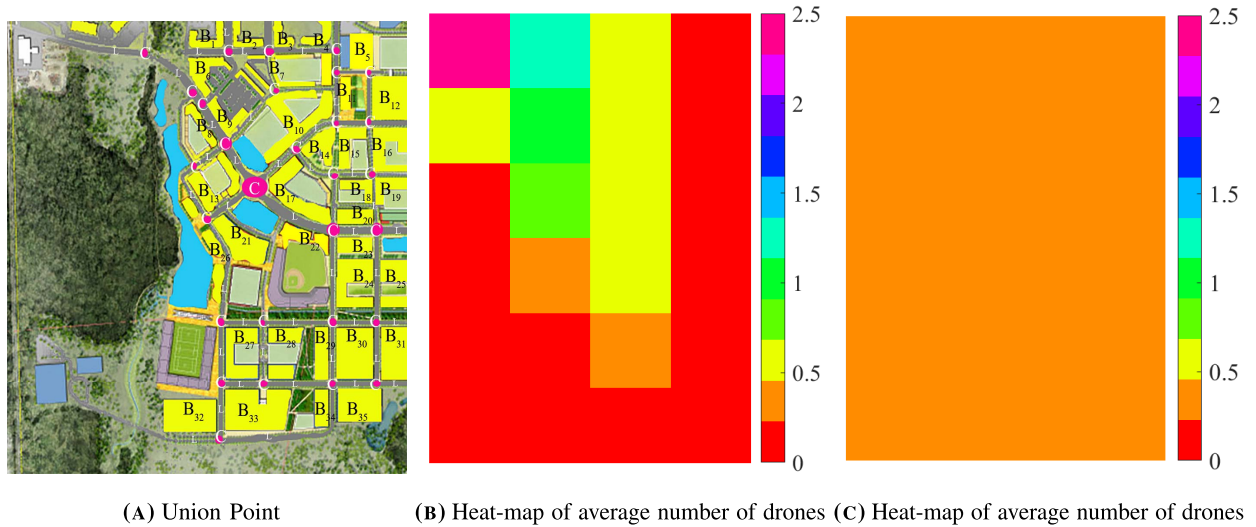 B1 B2 B3 B4
B5
B6 B7
B11 B12
B8 B9 B10
B14 B15 B16
B13 C B17 B18 B19
B20
B21 B22 B23
B26 B24 B25
B27 B28 B29 B30 B31
B32 B33 B34 B35
2.5
2
1.5
1
0.5
0
2.5
2
1.5
1
0.5
0
(A) Union Point
(B) Heat-map of average number of drones
(C) Heat-map of average number of drones